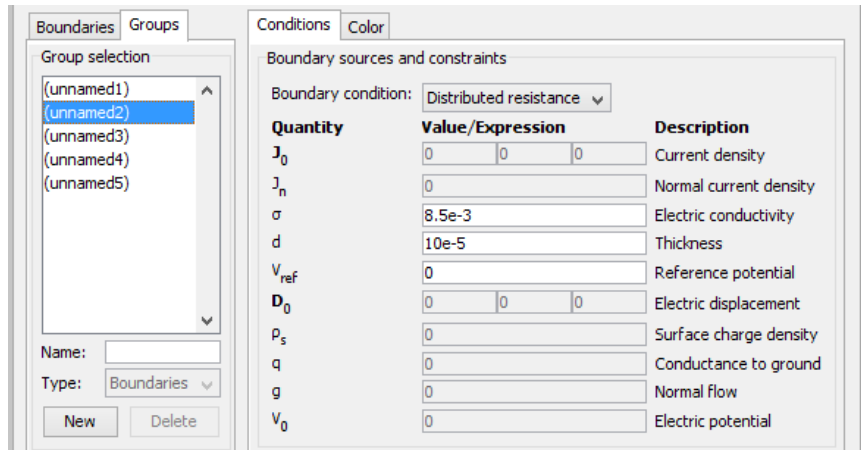 Boundaries Groups
Group selection
(unnamed1)
(unnamed2)
(unnamed3)
(unnamed4)
(unnamed5)
Name:
Type: Boundaries
New Delete
Conditions Color
Boundary sources and constraints
Boundary condition: Distributed resistance
Quantity Value/Expression Description
J0 0 0 0 Current density
Jn 0 Normal current density
σ 8.5e-3 Electric conductivity
d 10e-5 Thickness
Vref 0 Reference potential
D0 0 0 0 Electric displacement
ρs 0 Surface charge density
q 0 Conductance to ground
g 0 Normal flow
V0 0 Electric potential